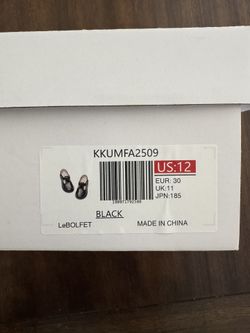 KKUMFA2509
US:12
EUR: 30
UK:11
JPN:185
BLACK
LeBOLFET
MADE IN CHINA